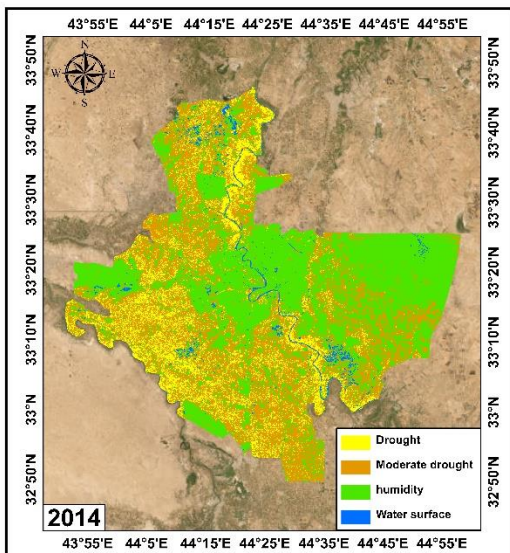 43°55'E 44°5'E 44°15'E 44°25'E 44°35'E 44°45'E 44°55'E
N
W E
S
33°50'N 33°50'N
33°40'N 33°40'N
33°30'N 33°30'N
33°20'N 33°20'N
33°10'N 33°10'N
33°N 33°N
32°50'N 32°50'N
Drought
Moderate drought
humidity
Water surface
2014
43°55'E 44°5'E 44°15'E 44°25'E 44°35'E 44°45'E 44°55'E